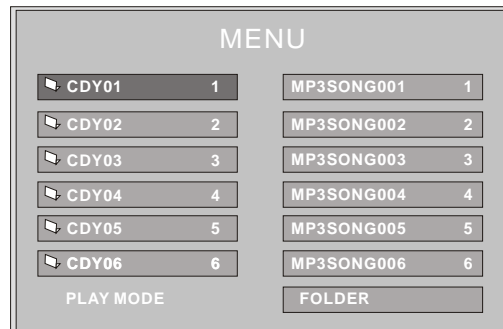 MENU
CDY01 1 MP3SONG001 1
CDY02 2 MP3SONG002 2
CDY03 3 MP3SONG003 3
CDY04 4 MP3SONG004 4
CDY05 5 MP3SONG005 5
CDY06 6 MP3SONG006 6
PLAY MODE FOLDER